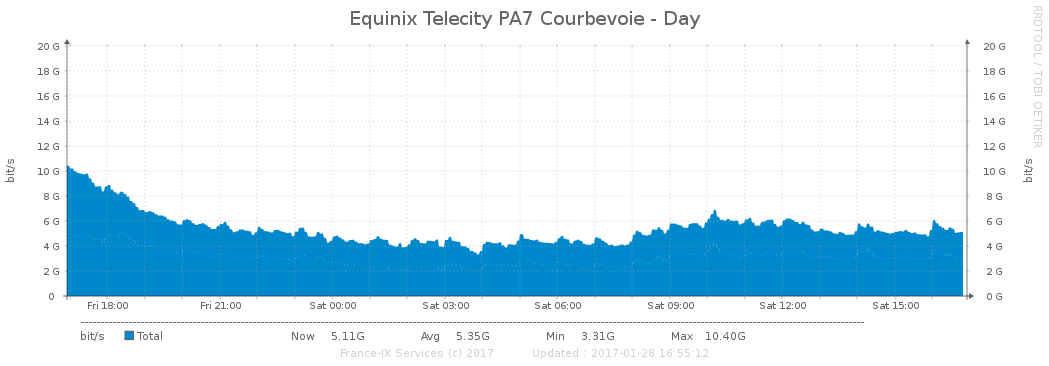 Equinix Telecity PA7 Courbevoie - Day
RRDTOOL / TOBI OETIKER
bit/s
20 G 20 G
18 G 18 G
16 G 16 G
14 G 14 G
12 G 12 G
10 G 10 G
8 G 8 G
6 G 6 G
4 G 4 G
2 G 2 G
0 0 G
bit/s
Fri 18:00 Fri 21:00 Sat 00:00 Sat 03:00 Sat 06:00 Sat 09:00 Sat 12:00 Sat 15:00
bit/s Total Now 5.11G Avg 5.35G Min 3.31G Max 10.40G
France-IX Services (c) 2017 Updated : 2017-01-28 16:55:12